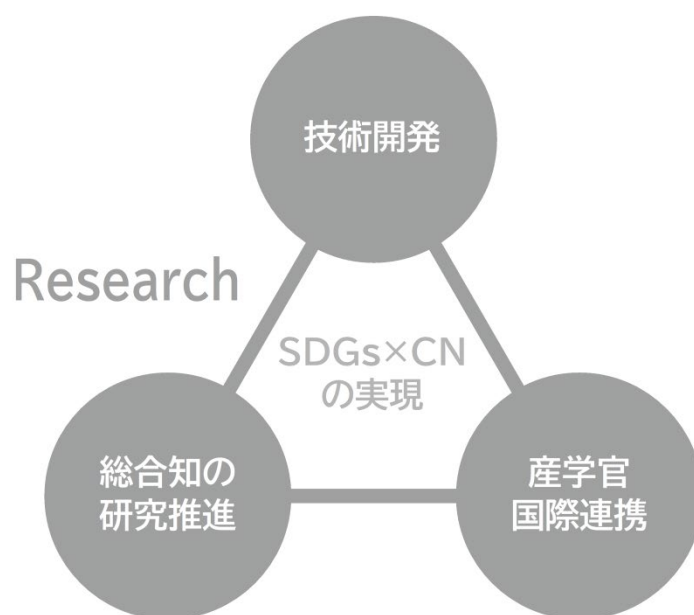 技術開発
Research
SDGs×CN
の実現
総合知の
研究推進
産学官
国際連携